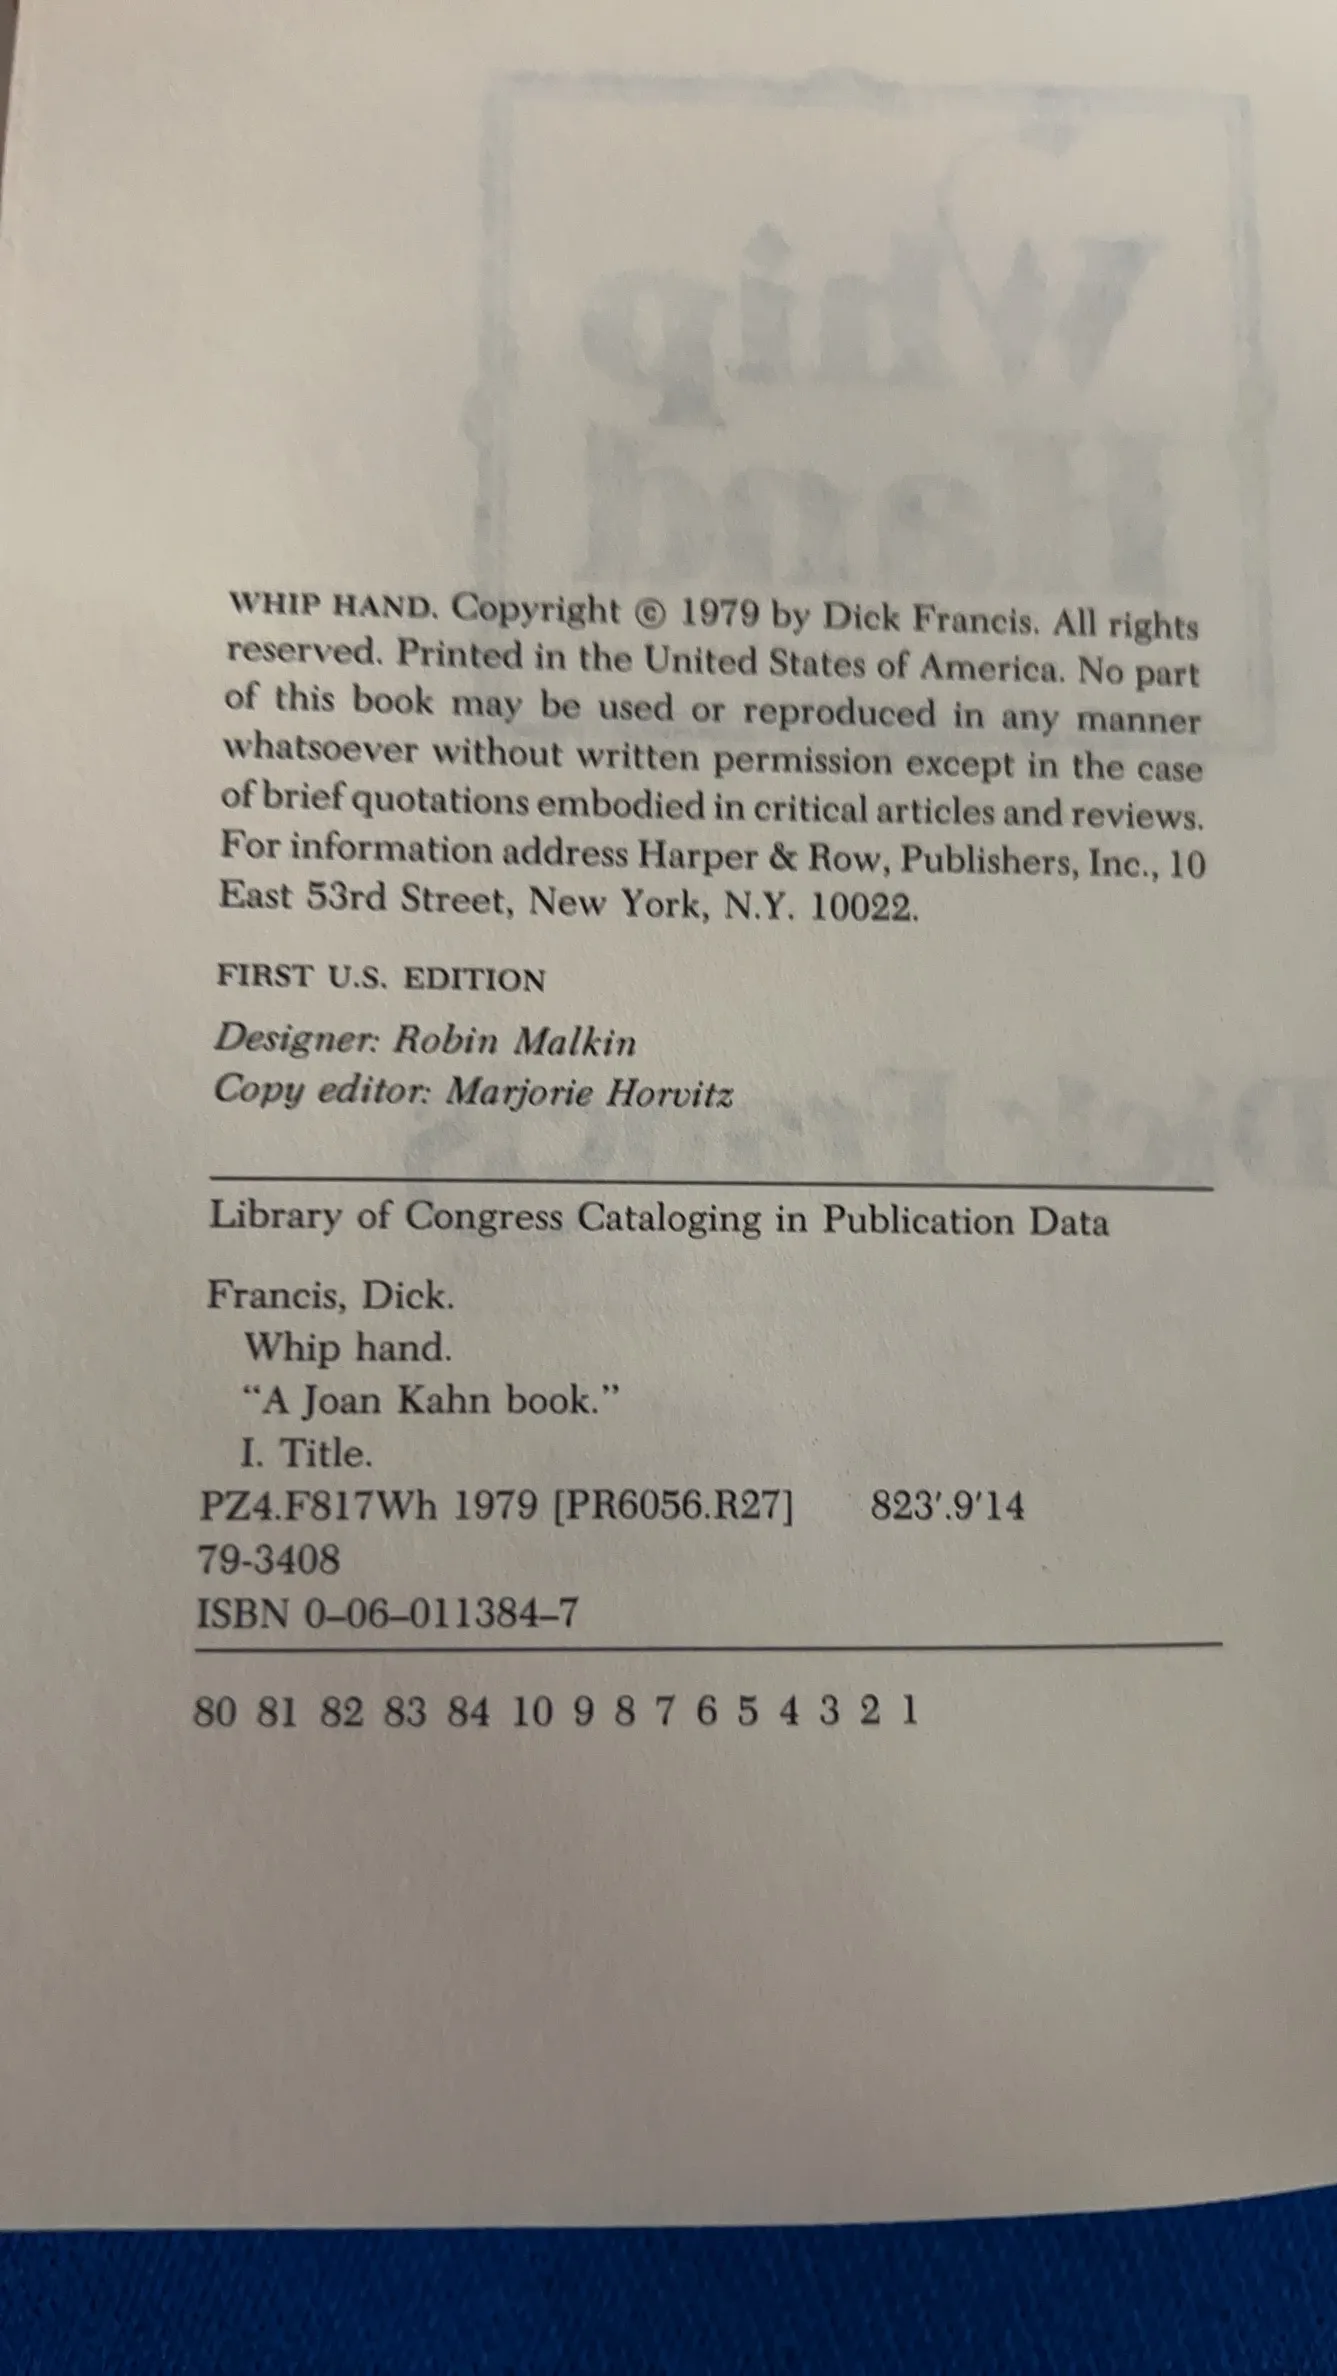 WHIP HAND. Copyright © 1979 by Dick Francis. All rights
reserved. Printed in the United States of America. No part
of this book may be used or reproduced in any manner
whatsoever without written permission except in the case
of brief quotations embodied in critical articles and reviews.
For information address Harper & Row, Publishers, Inc., 10
East 53rd Street, New York, N.Y. 10022.
FIRST U.S. EDITION
Designer: Robin Malkin
Copy editor: Marjorie Horvitz
Library of Congress Cataloging in Publication Data
Francis, Dick.
Whip hand.
“A Joan Kahn book.”
I. Title.
PZ4.F817Wh 1979 [PR6056.R27] 823′.9′14
79-3408
ISBN 0–06–011384–7
80 81 82 83 84 10 9 8 7 6 5 4 3 2 1